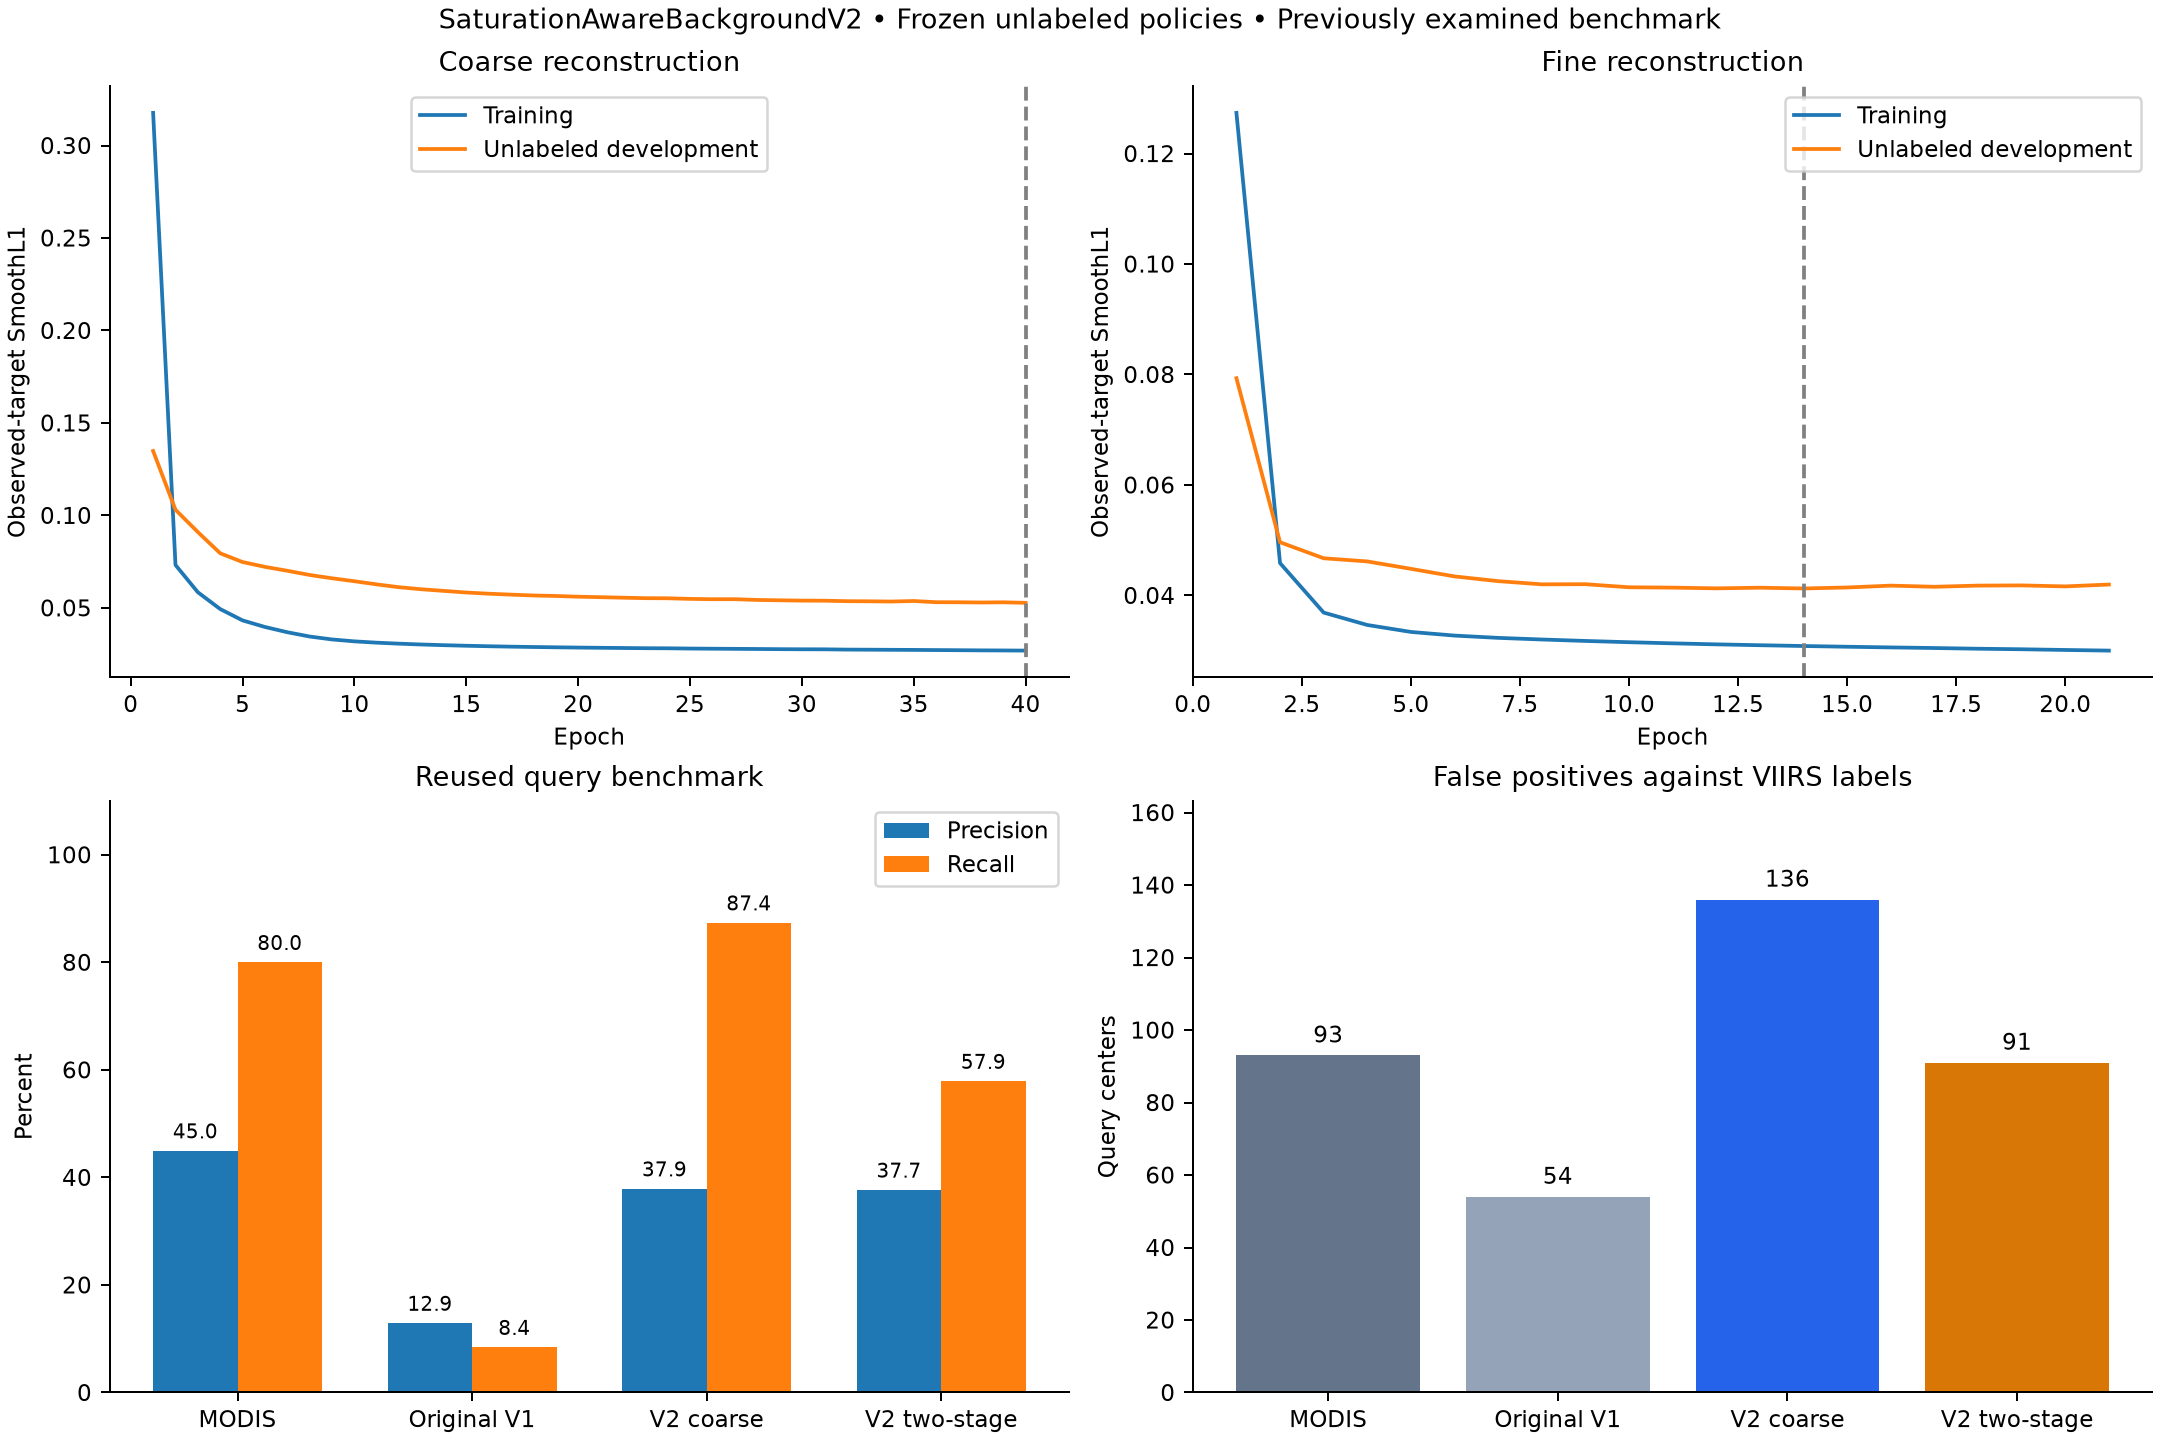 SaturationAwareBackgroundV2 • Frozen unlabeled policies • Previously examined benchmark
Coarse reconstruction
Training
Unlabeled development
Observed-target SmoothL1
0.30
0.25
0.20
0.15
0.10
0.05
0 5 10 15 20 25 30 35 40
Epoch
Fine reconstruction
Training
Unlabeled development
Observed-target SmoothL1
0.12
0.10
0.08
0.06
0.04
0.0 2.5 5.0 7.5 10.0 12.5 15.0 17.5 20.0
Epoch
Reused query benchmark
Precision
Recall
Percent
100
80
60
40
20
0
45.0 80.0 12.9 8.4 37.9 87.4 37.7 57.9
MODIS Original V1 V2 coarse V2 two-stage
False positives against VIIRS labels
Query centers
160
140
120
100
80
60
40
20
0
93 54 136 91
MODIS Original V1 V2 coarse V2 two-stage